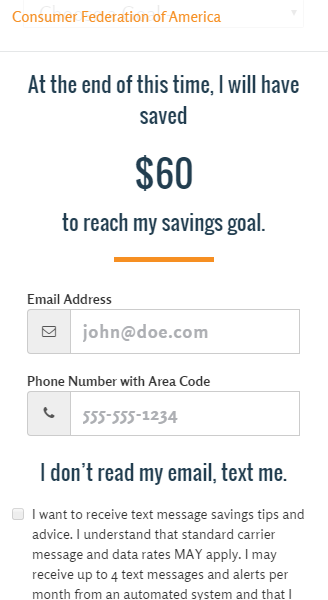 Consumer Federation of America
At the end of this time, I will have
saved
$60
to reach my savings goal.
Email Address
john@doe.com
Phone Number with Area Code
555-555-1234
I don't read my email, text me.
I want to receive text message savings tips and
advice. I understand that standard carrier
message and data rates MAY apply. I may
receive up to 4 text messages and alerts per
month from an automated system and that I